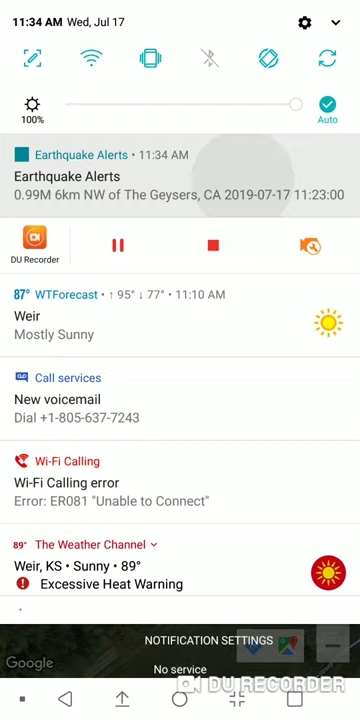 11:34 AM Wed, Jul 17
100%
Auto
Earthquake Alerts • 11:34 AM
Earthquake Alerts
0.99M 6km NW of The Geysers, CA 2019-07-17 11:23:00
DU Recorder
87° WTForecast • ↑ 95° ↓ 77° • 11:10 AM
Weir
Mostly Sunny
Call services
New voicemail
Dial +1-805-637-7243
Wi-Fi Calling
Wi-Fi Calling error
Error: ER081 "Unable to Connect"
89° The Weather Channel
Weir, KS • Sunny • 89°
Excessive Heat Warning
NOTIFICATION SETTINGS
Google
No service
DU RECORDER